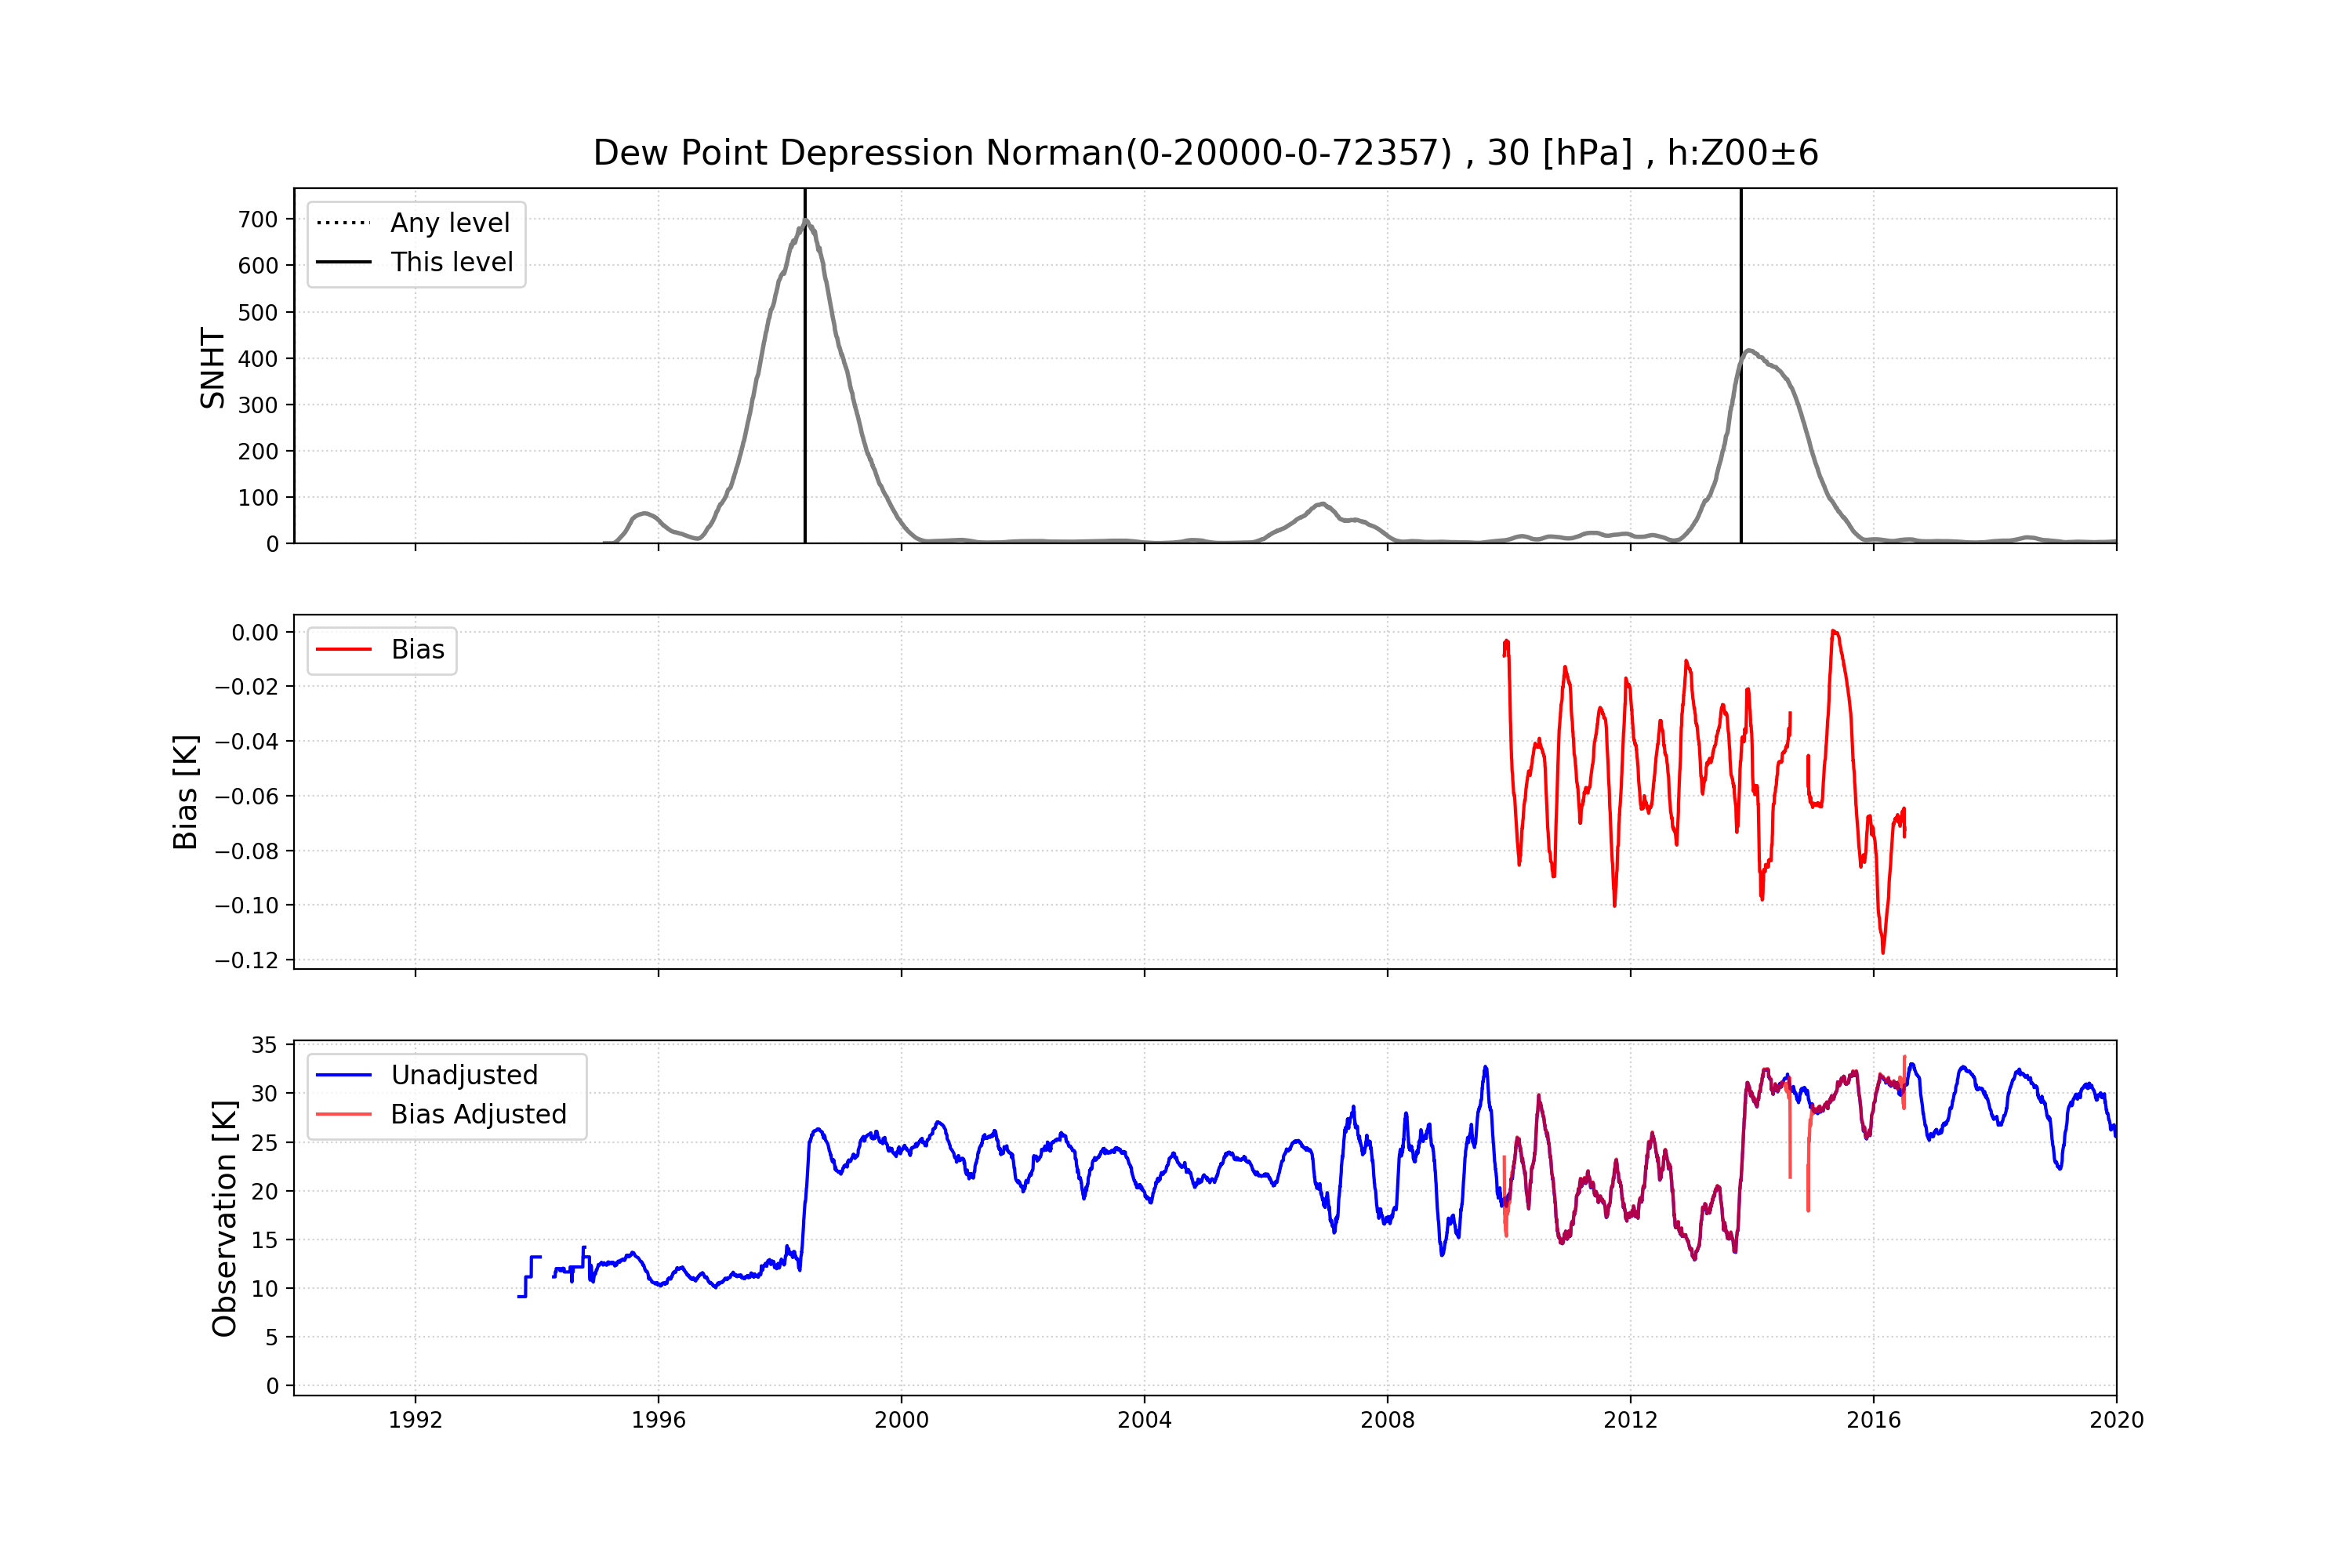 Dew Point Depression Norman(0-20000-0-72357) , 30 [hPa] , h:Z00±6
SNHT
700
600
500
400
300
200
100
0
Any level
This level
Bias [K]
0.00
−0.02
−0.04
−0.06
−0.08
−0.10
−0.12
Bias
Observation [K]
35
30
25
20
15
10
5
0
Unadjusted
Bias Adjusted
1992 1996 2000 2004 2008 2012 2016 2020